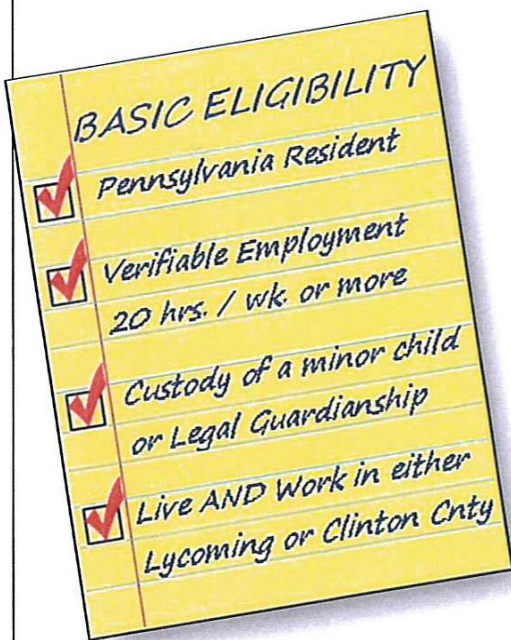 BASIC ELIGIBILITY
Pennsylvania Resident
Verifiable Employment
20 hrs. / wk. or more
Custody of a minor child
or Legal Guardianship
Live AND Work in either
Lycoming or Clinton Cnty